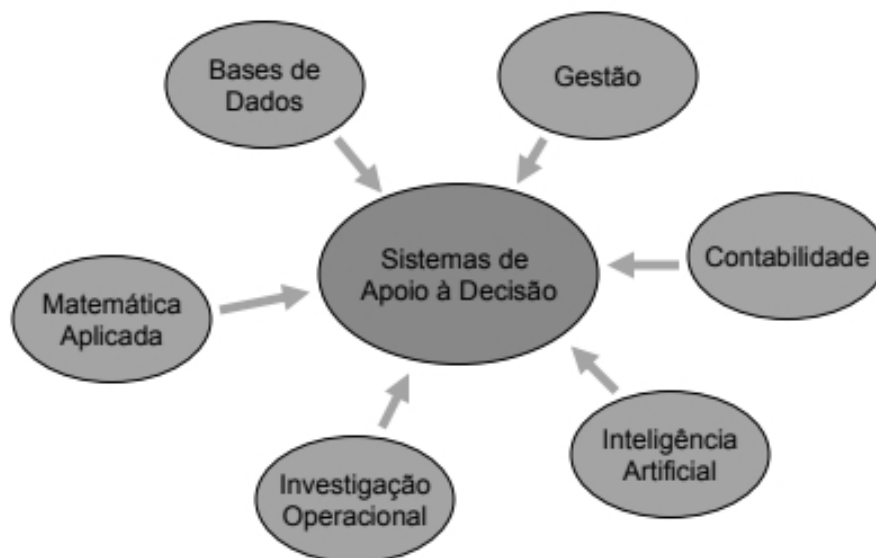 Bases de
Dados
Gestão
Sistemas de
Apoio à Decisão
Contabilidade
Matemática
Aplicada
Inteligência
Artificial
Investigação
Operacional